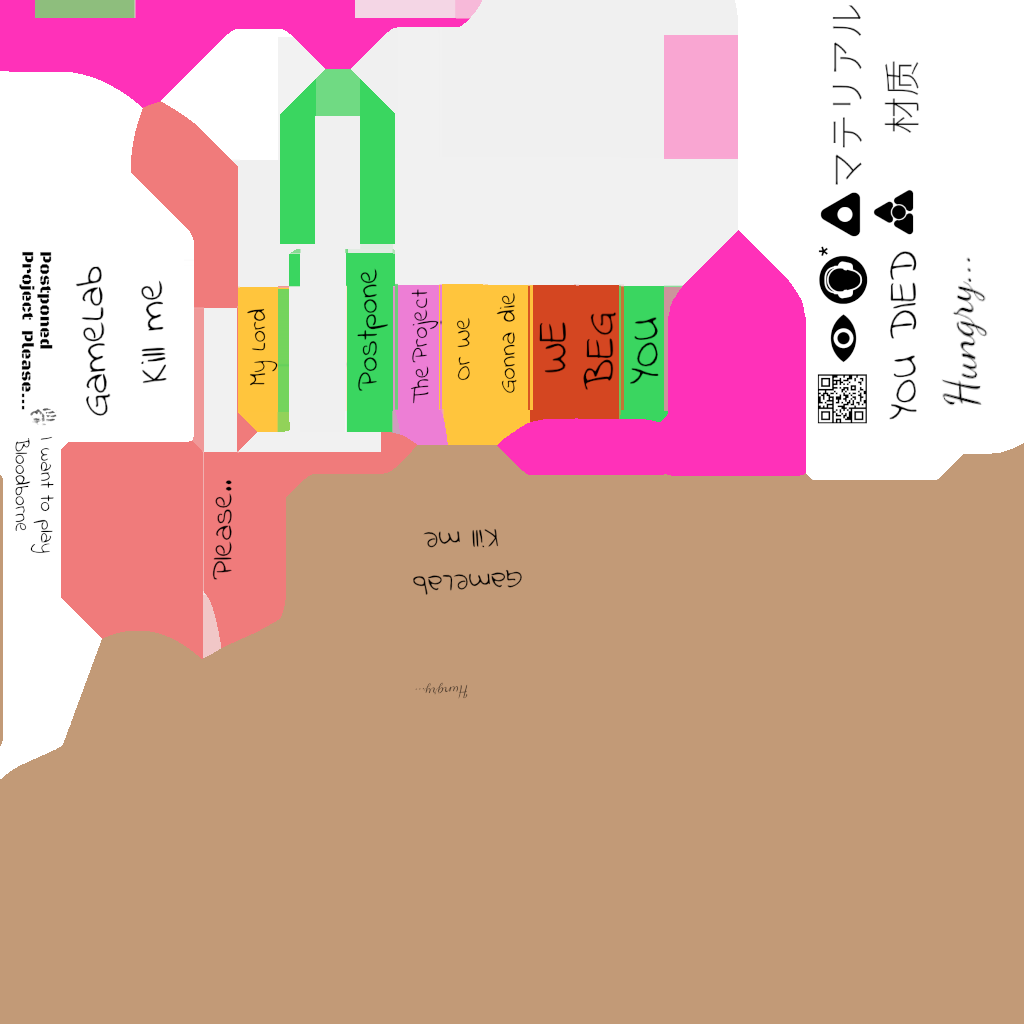 Postponed
Project Please...
I want to play
Bloodborne
GameLab
Kill me
My Lord
Postpone
The Project
Or we
Gonna die
WE
BEG
YOU
Please..
マテリアル
材质
*
YOU DIED
Hungry...
Kill me
GameLab
Hungry...